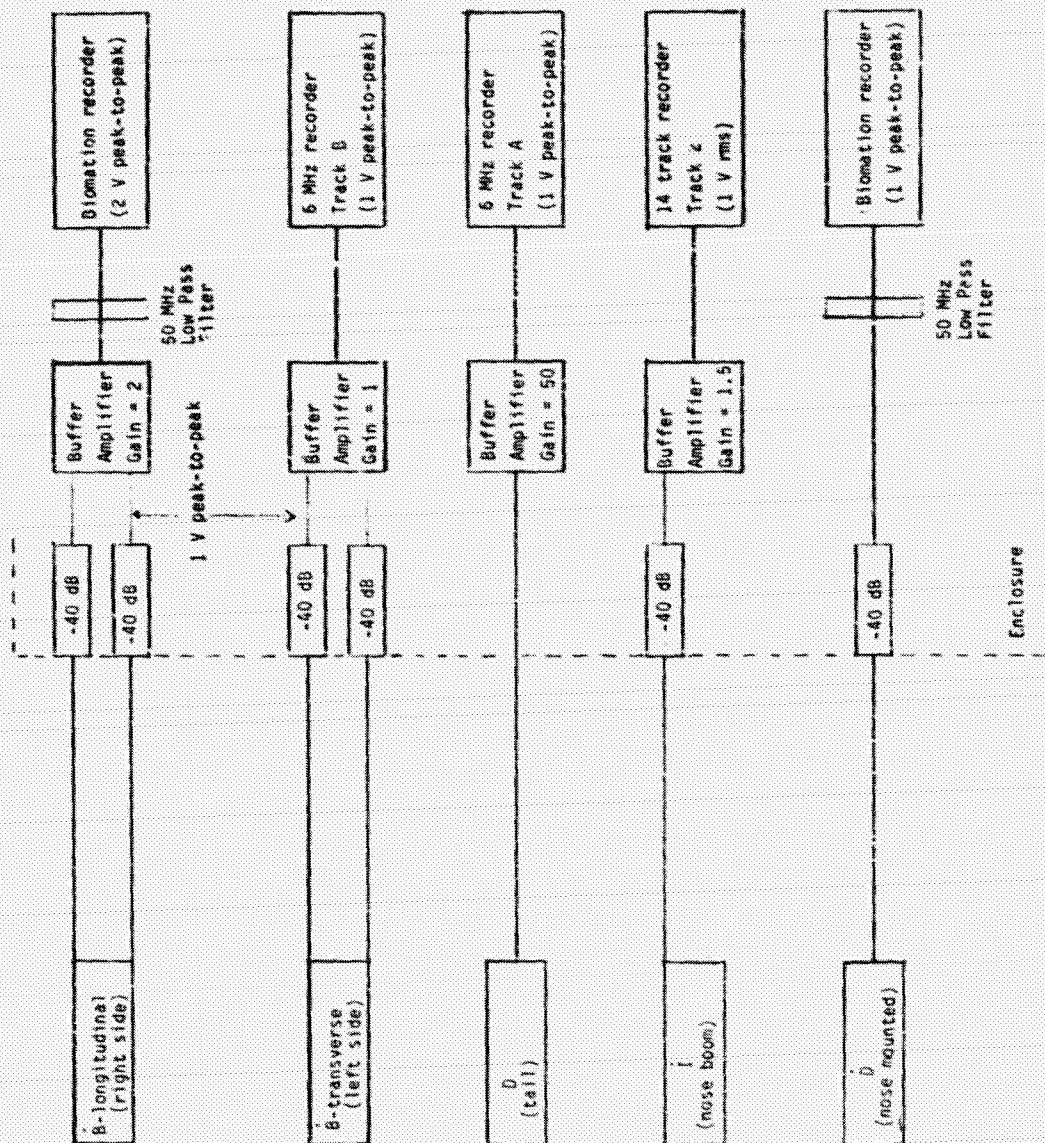 Ḃ-longitudinal
(right side)
-40 dB
-40 dB
Buffer
Amplifier
Gain = 2
50 MHz
Low Pass
Filter
Biomation recorder
(2 V peak-to-peak)
1 V peak-to-peak
Ḃ-transverse
(left side)
-40 dB
-40 dB
Buffer
Amplifier
Gain = 1
6 MHz recorder
Track B
(1 V peak-to-peak)
Ḋ
(tail)
Buffer
Amplifier
Gain = 50
6 MHz recorder
Track A
(1 V peak-to-peak)
İ
(nose boom)
-40 dB
Buffer
Amplifier
Gain = 1.5
14 track recorder
Track
(1 V rms)
Ḋ
(nose mounted)
-40 dB
50 MHz
Low Pass
Filter
Biomation recorder
(1 V peak-to-peak)
Enclosure